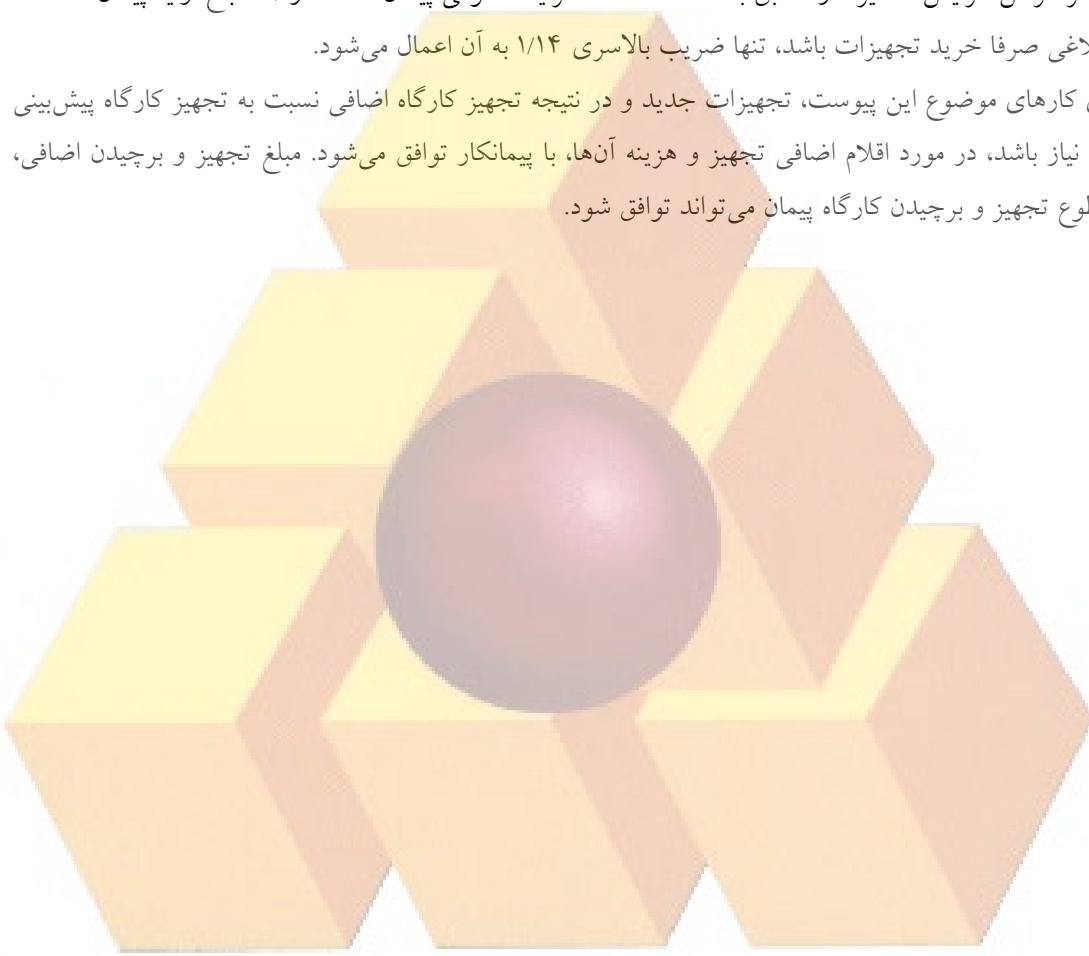 لاغی صرفا خرید تجهیزات باشد، تنها ضریب بالاسری ۱/۱۴ به آن اعمال می‌شود.
کارهای موضوع این پیوست، تجهیزات جدید و در نتیجه تجهیز کارگاه اضافی نسبت به تجهیز کارگاه پیش‌بینی
نیاز باشد، در مورد اقلام اضافی تجهیز و هزینه آن‌ها، با پیمانکار توافق می‌شود. مبلغ تجهیز و برچیدن اضافی،
طوع تجهیز و برچیدن کارگاه پیمان می‌تواند توافق شود.